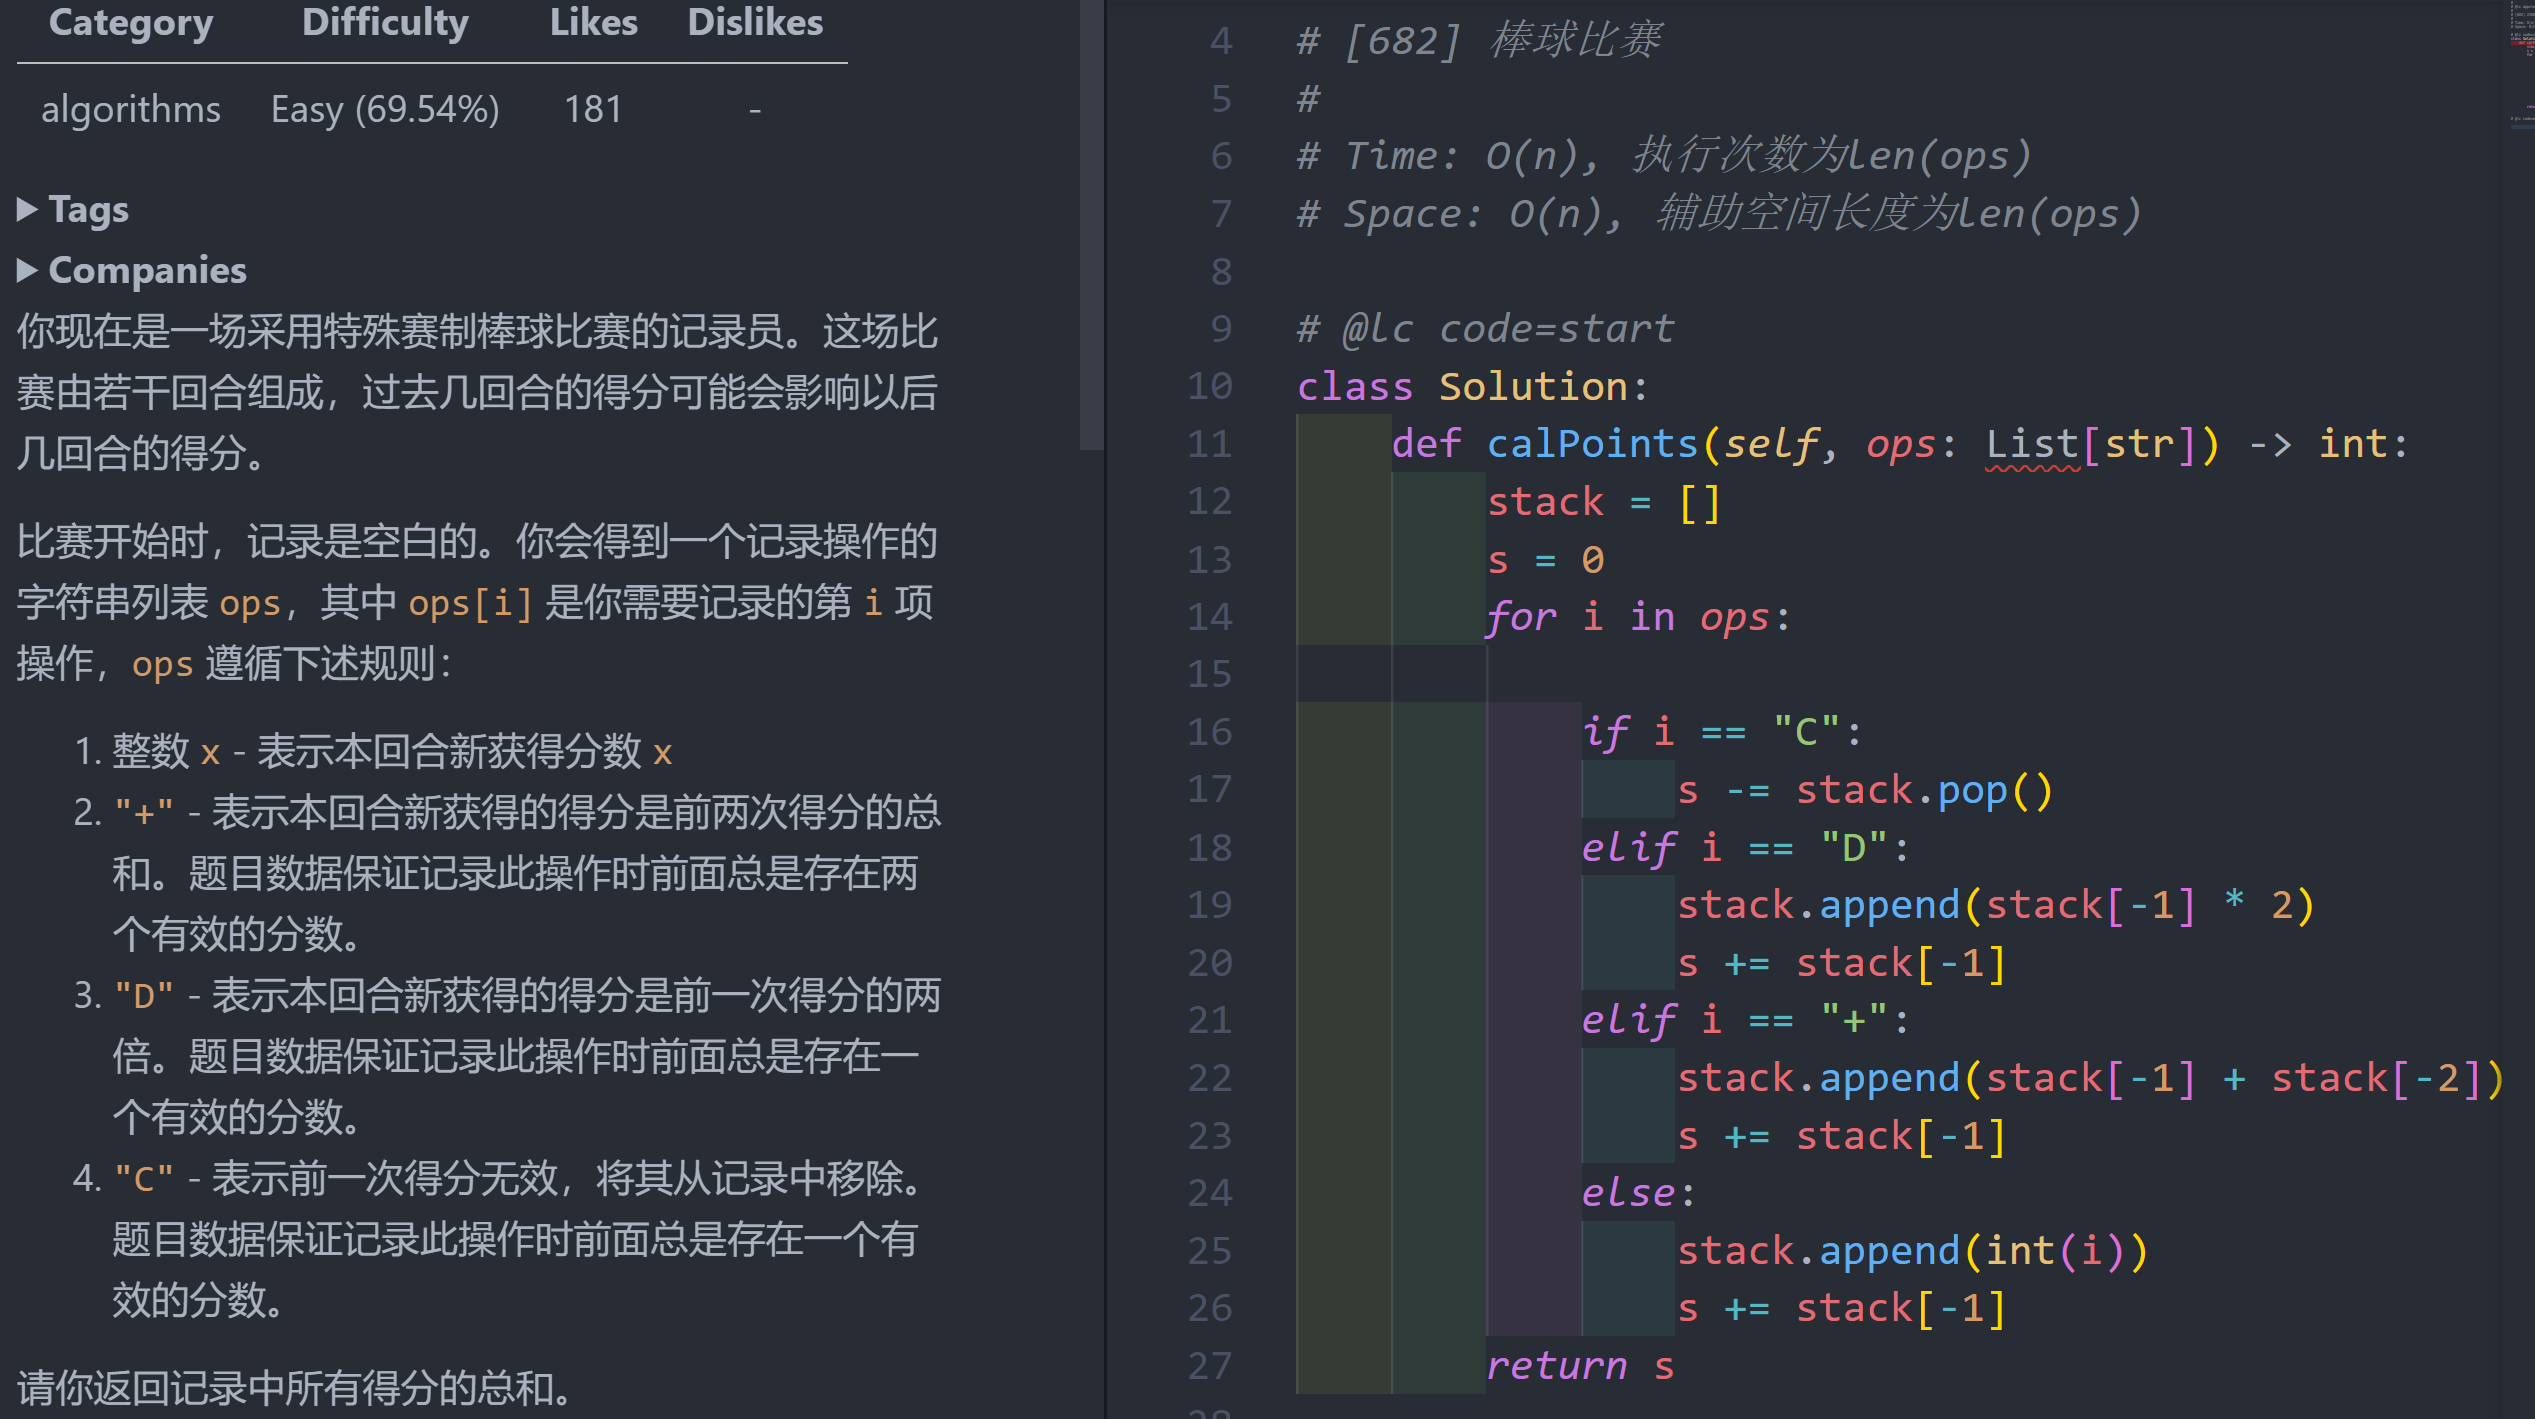 Category Difficulty Likes Dislikes
algorithms Easy (69.54%) 181 -
▶ Tags
▶ Companies
你现在是一场采用特殊赛制棒球比赛的记录员。这场比
赛由若干回合组成，过去几回合的得分可能会影响以后
几回合的得分。
比赛开始时，记录是空白的。你会得到一个记录操作的
字符串列表 ops，其中 ops[i] 是你需要记录的第 i 项
操作，ops 遵循下述规则：
1. 整数 x - 表示本回合新获得分数 x
2. "+" - 表示本回合新获得的得分是前两次得分的总
和。题目数据保证记录此操作时前面总是存在两
个有效的分数。
3. "D" - 表示本回合新获得的得分是前一次得分的两
倍。题目数据保证记录此操作时前面总是存在一
个有效的分数。
4. "C" - 表示前一次得分无效，将其从记录中移除。
题目数据保证记录此操作时前面总是存在一个有
效的分数。
请你返回记录中所有得分的总和。
4 # [682] 棒球比赛
5 #
6 # Time: O(n), 执行次数为len(ops)
7 # Space: O(n), 辅助空间长度为len(ops)
8
9 # @lc code=start
10 class Solution:
11     def calPoints(self, ops: List[str]) -> int:
12         stack = []
13         s = 0
14         for i in ops:
15
16             if i == "C":
17                 s -= stack.pop()
18             elif i == "D":
19                 stack.append(stack[-1] * 2)
20                 s += stack[-1]
21             elif i == "+":
22                 stack.append(stack[-1] + stack[-2])
23                 s += stack[-1]
24             else:
25                 stack.append(int(i))
26                 s += stack[-1]
27         return s